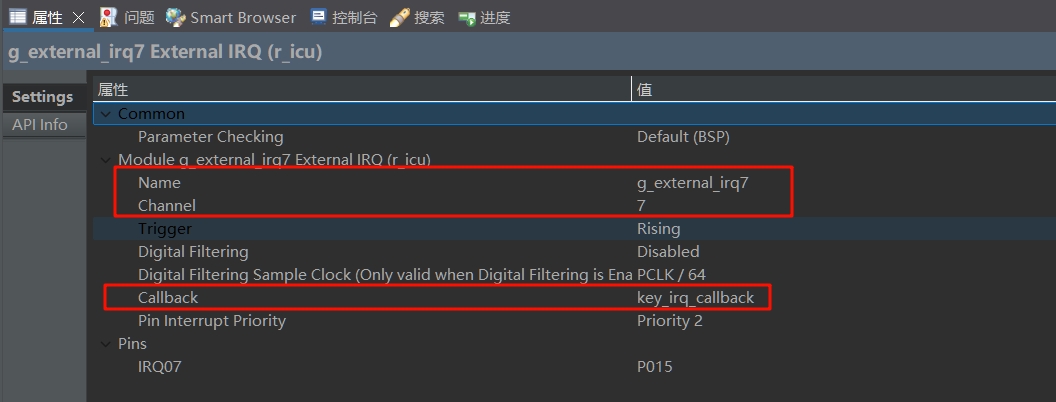 属性 问题 Smart Browser 控制台 搜索 进度
g_external_irq7 External IRQ (r_icu)
Settings
API Info
属性 值
Common
Parameter Checking Default (BSP)
Module g_external_irq7 External IRQ (r_icu)
Name g_external_irq7
Channel 7
Trigger Rising
Digital Filtering Disabled
Digital Filtering Sample Clock (Only valid when Digital Filtering is Ena PCLK / 64
Callback key_irq_callback
Pin Interrupt Priority Priority 2
Pins
IRQ07 P015